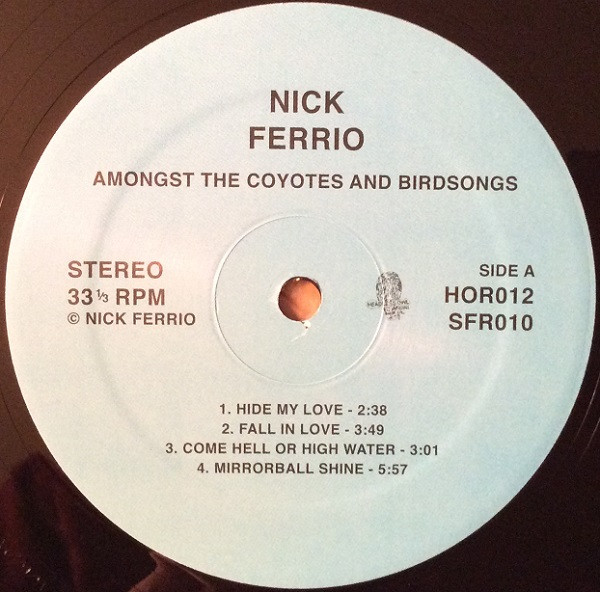 NICK
FERRIO
AMONGST THE COYOTES AND BIRDSONGS
STEREO
33 1/3 RPM
© NICK FERRIO
SIDE A
HOR012
SFR010
1. HIDE MY LOVE - 2:38
2. FALL IN LOVE - 3:49
3. COME HELL OR HIGH WATER - 3:01
4. MIRRORBALL SHINE - 5:57